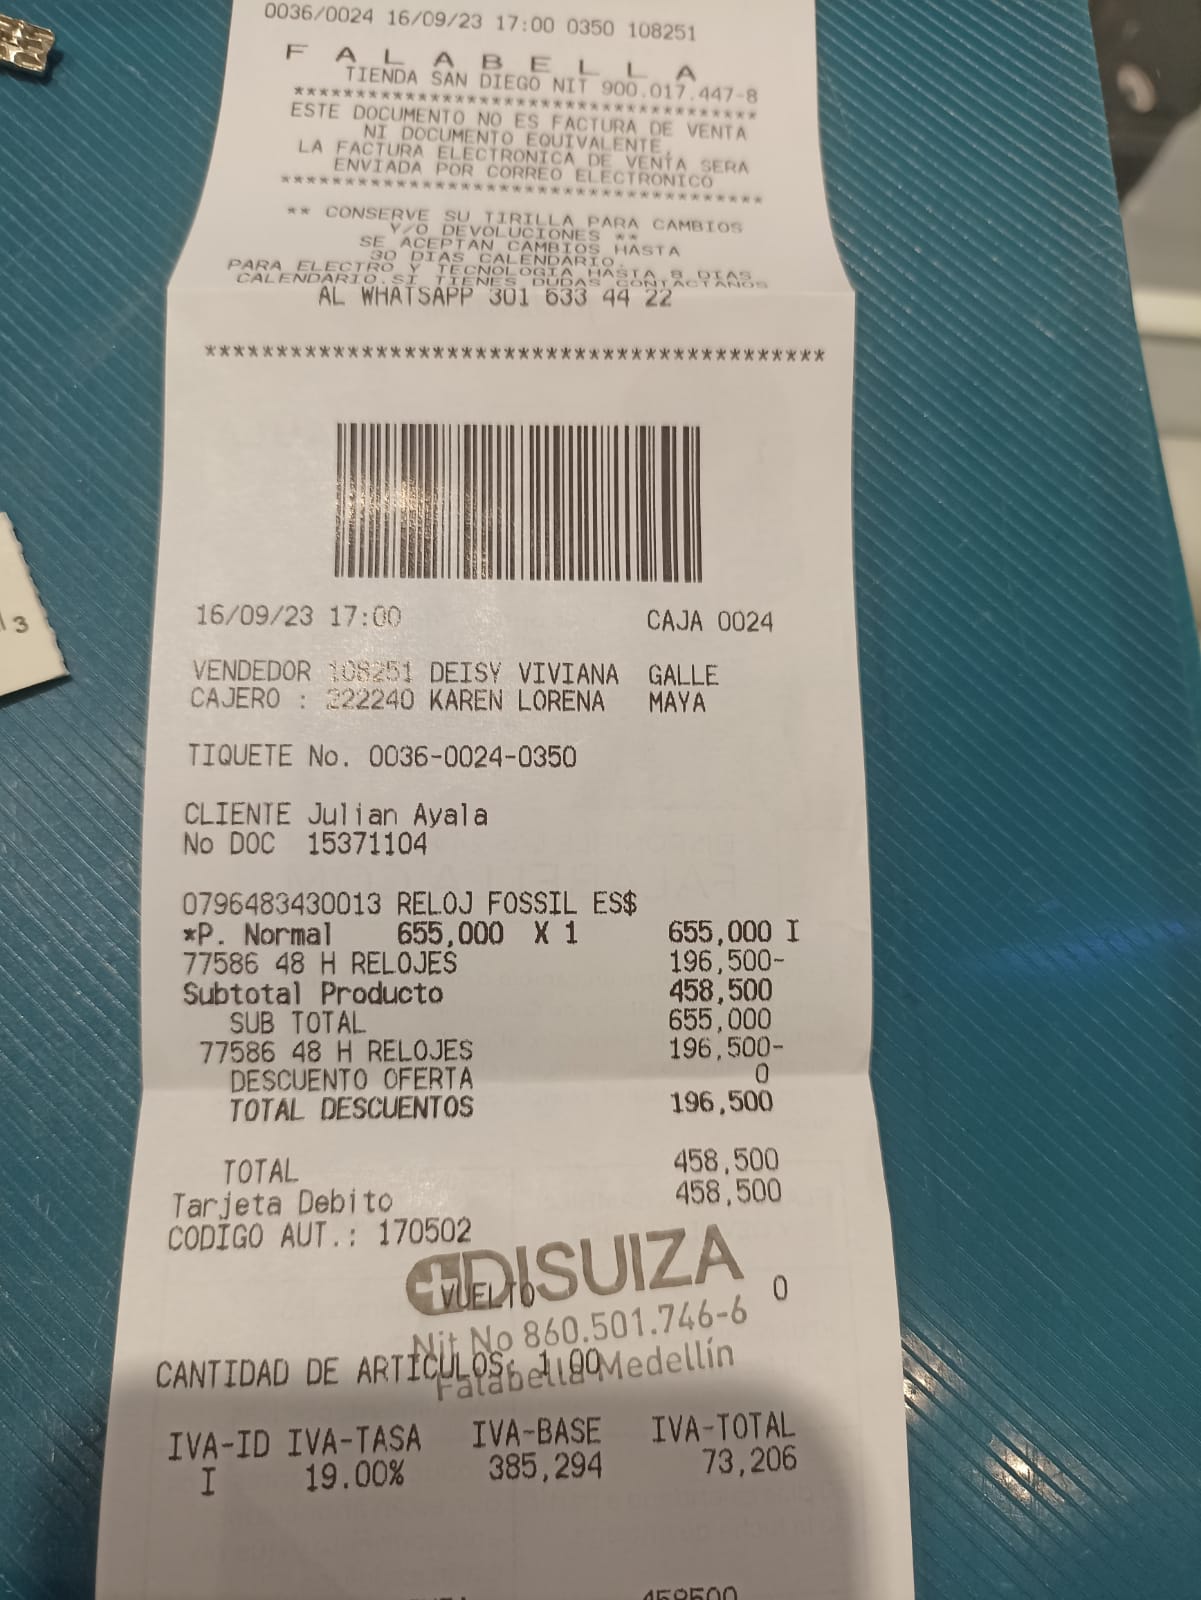 0036/0024 16/09/23 17:00 0350 108251
F A L A B E L L A
TIENDA SAN DIEGO NIT 900.017.447-8
***************************************
ESTE DOCUMENTO NO ES FACTURA DE VENTA
NI DOCUMENTO EQUIVALENTE,
LA FACTURA ELECTRONICA DE VENTA SERA
ENVIADA POR CORREO ELECTRONICO
***************************************
** CONSERVE SU TIRILLA PARA CAMBIOS
Y/O DEVOLUCIONES **
SE ACEPTAN CAMBIOS HASTA
30 DIAS CALENDARIO.
PARA ELECTRO Y TECNOLOGIA HASTA 8 DIAS
CALENDARIO.SI TIENES DUDAS CONTACTANOS
AL WHATSAPP 301 633 44 22
*******************************************
16/09/23 17:00 CAJA 0024
VENDEDOR 108251 DEISY VIVIANA GALLE
CAJERO : 222240 KAREN LORENA MAYA
TIQUETE No. 0036-0024-0350
CLIENTE Julian Ayala
No DOC 15371104
0796483430013 RELOJ FOSSIL ES$
*P. Normal 655,000 X 1 655,000 I
77586 48 H RELOJES 196,500-
Subtotal Producto 458,500
SUB TOTAL 655,000
77586 48 H RELOJES 196,500-
DESCUENTO OFERTA 0
TOTAL DESCUENTOS 196,500
TOTAL 458,500
Tarjeta Debito 458,500
CODIGO AUT.: 170502
DISUIZA
VUELTO 0
Nit No 860.501.746-6
CANTIDAD DE ARTICULOS: 1.00
Falabella Medellín
IVA-ID IVA-TASA IVA-BASE IVA-TOTAL
I 19.00% 385,294 73,206
3